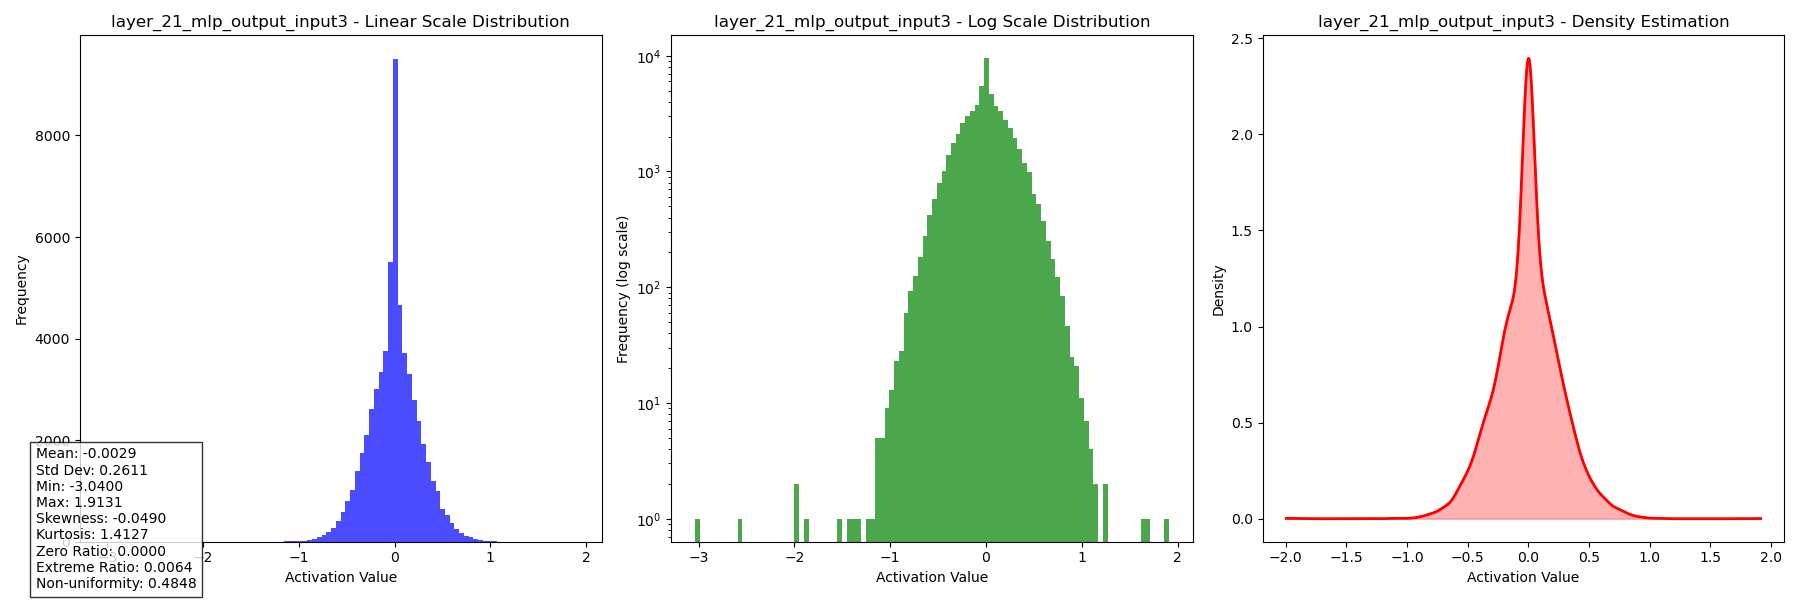 layer_21_mlp_output_input3 - Linear Scale Distribution
Frequency
8000
6000
4000
2000
0
−2
−1
0
1
2
Activation Value
Mean: -0.0029
Std Dev: 0.2611
Min: -3.0400
Max: 1.9131
Skewness: -0.0490
Kurtosis: 1.4127
Zero Ratio: 0.0000
Extreme Ratio: 0.0064
Non-uniformity: 0.4848
layer_21_mlp_output_input3 - Log Scale Distribution
Frequency (log scale)
10⁴
10³
10²
10¹
10⁰
−3
−2
−1
0
1
2
Activation Value
layer_21_mlp_output_input3 - Density Estimation
Density
2.5
2.0
1.5
1.0
0.5
0.0
−2.0
−1.5
−1.0
−0.5
0.0
0.5
1.0
1.5
2.0
Activation Value